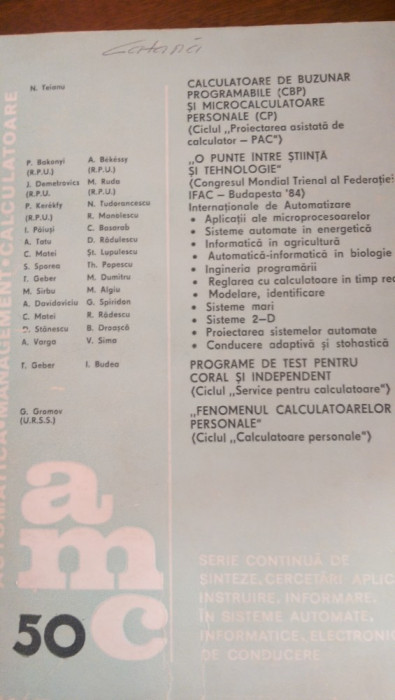 Catană
N. Teianu
CALCULATOARE DE BUZUNAR
PROGRAMABILE (CBP)
ȘI MICROCALCULATOARE
PERSONALE (CP)
(Ciclul „Proiectarea asistată de
calculator – PAC")
P. Bakonyi A. Békéssy
(R.P.U.) (R.P.U.)
J. Demetrovics M. Ruda
(R.P.U. (R.P.U.)
P. Kerékfy N. Tudorancescu
(R.P.U.) R. Manolescu
I. Păiuți C. Basarab
A. Tatu D. Rădulescu
C. Matei Șt. Lupulescu
S. Sporea Th. Popescu
T. Geber M. Dumitru
M. Sîrbu M. Algiu
A. Davidoviciu G. Spiridon
C. Matei R. Rădescu
D. Stănescu B. Droașcă
A. Varga V. Sima
„O PUNTE ÎNTRE ȘTIINȚĂ
ȘI TEHNOLOGIE"
(Congresul Mondial Trienal al Federației
IFAC – Budapesta '84)
Internaționale de Automatizare
• Aplicații ale microprocesoarelor
• Sisteme automate în energetică
• Informatică în agricultură
• Automatică-informatică în biologie
• Ingineria programării
• Reglarea cu calculatoare în timp rea
• Modelare, identificare
• Sisteme mari
• Sisteme 2–D
• Proiectarea sistemelor automate
• Conducere adaptivă și stohastică
T. Geber I. Budea
PROGRAME DE TEST PENTRU
CORAL ȘI INDEPENDENT
(Ciclul „Service pentru calculatoare")
G. Gromov
(U.R.S.S.)
„FENOMENUL CALCULATOARELOR
PERSONALE"
(Ciclul „Calculatoare personale")
AUTOMATICA•MANAGEMENT•CALCULATOARE
amc
50
SERIE CONTINUĂ DE
SINTEZE, CERCETĂRI APLIC
INSTRUIRE, INFORMARE,
ÎN SISTEME AUTOMATE,
INFORMATICE, ELECTRONIC
DE CONDUCERE